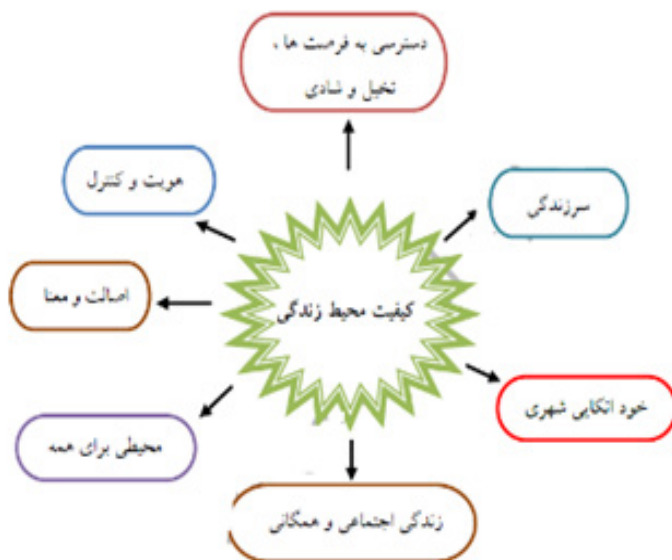 دسترسی به فرصت ها ،
تخیل و شادی
هویت و کنترل
سرزندگی
اصالت و معنا
کیفیت محیط زندگی
خود اتکایی شهری
محیطی برای همه
زندگی اجتماعی و همگانی